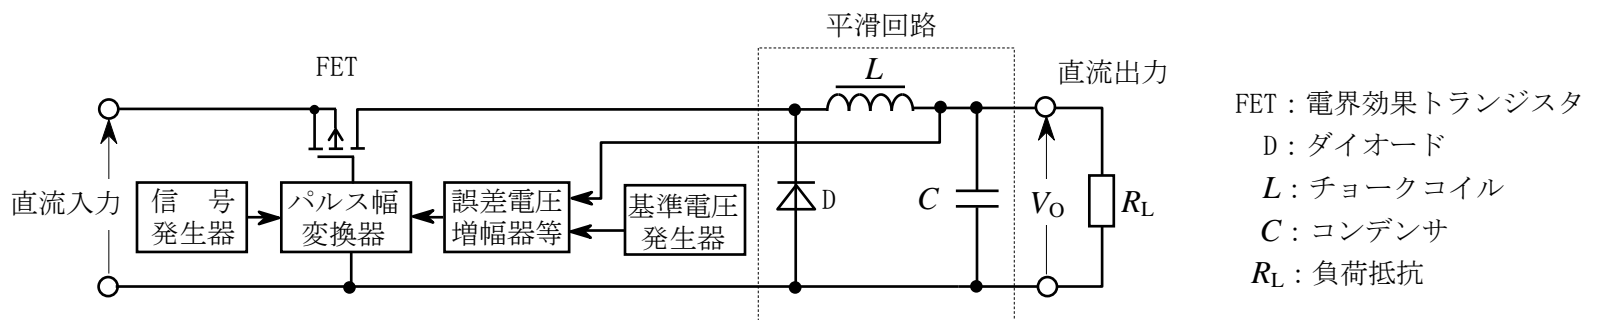 平滑回路
FET
L
直流出力
直流入力
信 号
発生器
パルス幅
変換器
誤差電圧
増幅器等
基準電圧
発生器
D
C
VO
RL
FET：電界効果トランジスタ
D：ダイオード
L：チョークコイル
C：コンデンサ
RL：負荷抵抗